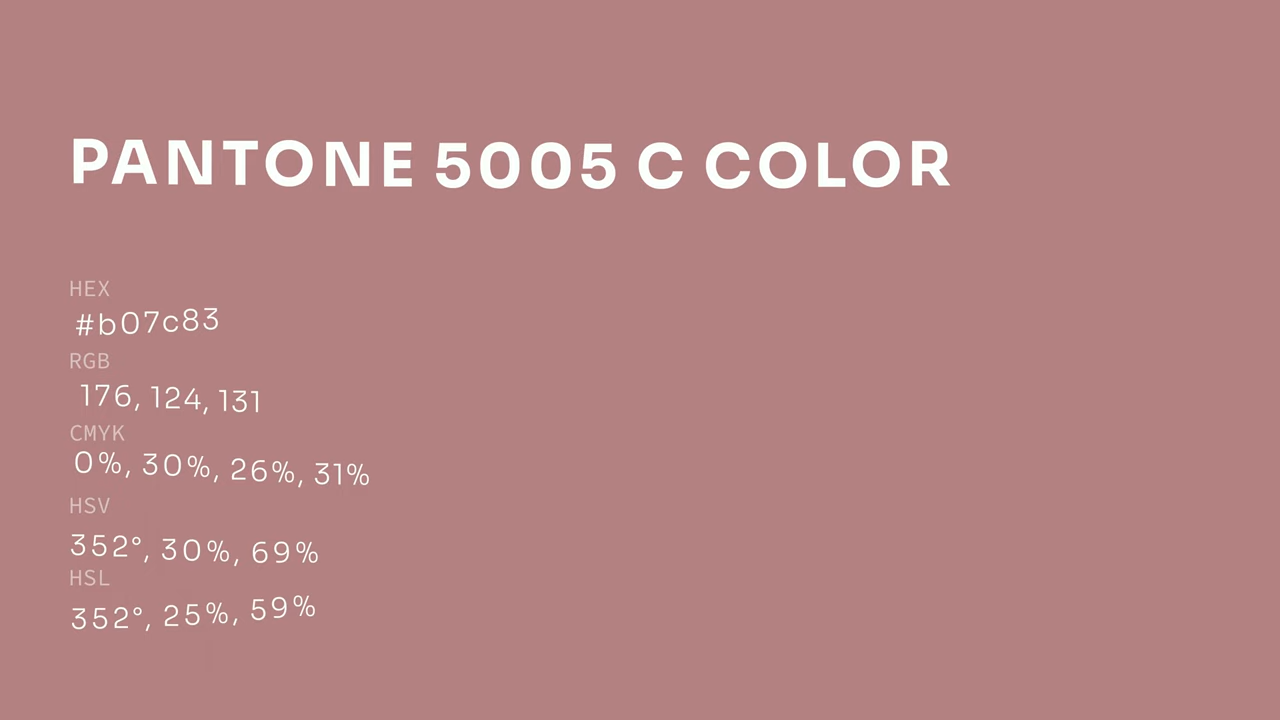 PANTONE 5005 C COLOR
HEX
#b07c83
RGB
176, 124, 131
CMYK
0%, 30%, 26%, 31%
HSV
352°, 30%, 69%
HSL
352°, 25%, 59%